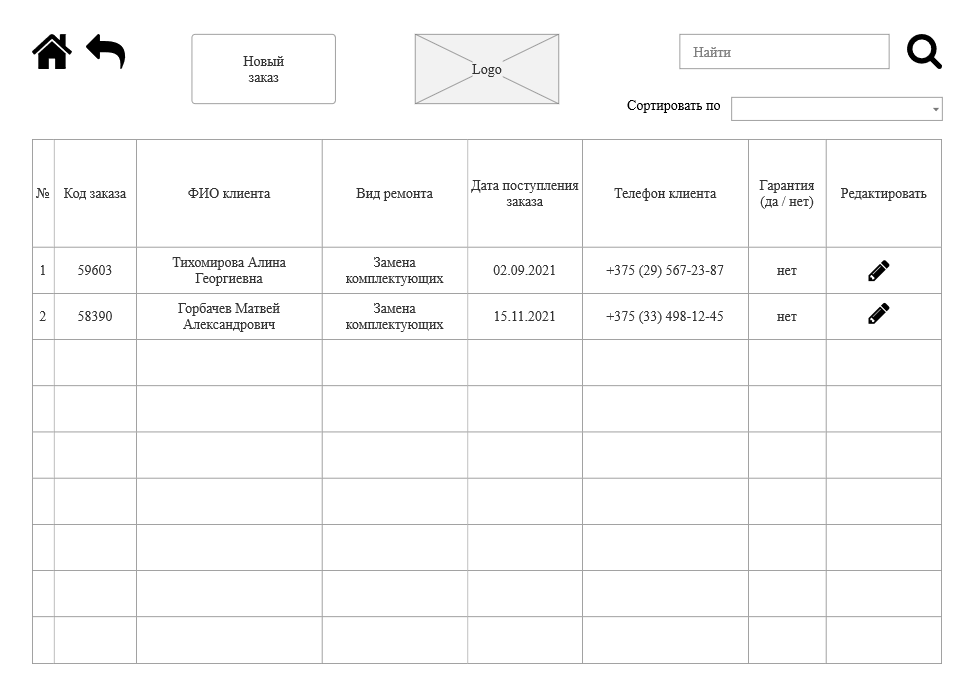 Новый
заказ
Logo
Найти
Сортировать по
№
Код заказа
ФИО клиента
Вид ремонта
Дата поступления
заказа
Телефон клиента
Гарантия
(да / нет)
Редактировать
1
59603
Тихомирова Алина
Георгиевна
Замена
комплектующих
02.09.2021
+375 (29) 567-23-87
нет
2
58390
Горбачев Матвей
Александрович
Замена
комплектующих
15.11.2021
+375 (33) 498-12-45
нет